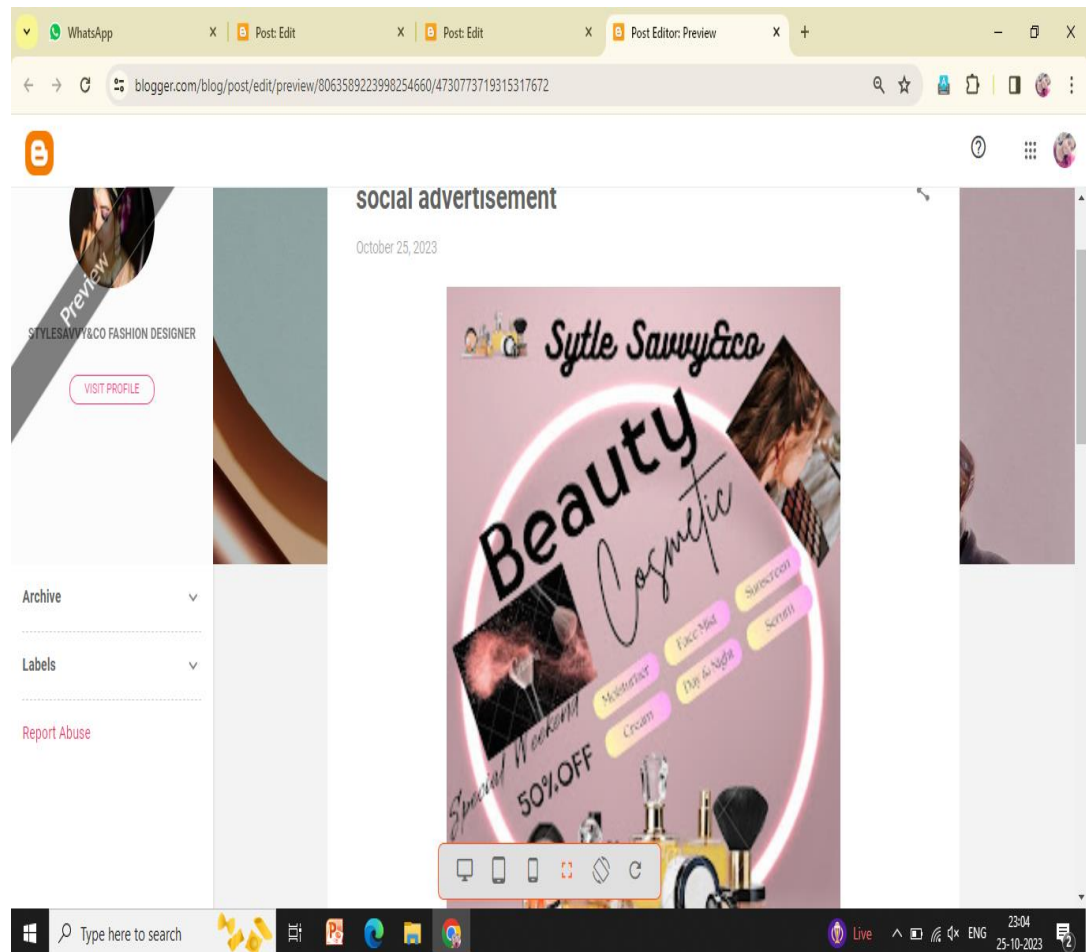 WhatsApp
Post: Edit
Post: Edit
Post Editor: Preview
blogger.com/blog/post/edit/preview/8063589223998254660/4730773719315317672
social advertisement
October 25, 2023
Preview
STYLESAVVY&CO FASHION DESIGNER
VISIT PROFILE
Archive
Labels
Report Abuse
Sytle Savvy&co
Beauty
Cosmetic
Sunscreen
Face Mist
Serum
Moisturiser
Day & Night
Cream
Special Weekend
50%OFF
Type here to search
Live
ENG
23:04
25-10-2023
2